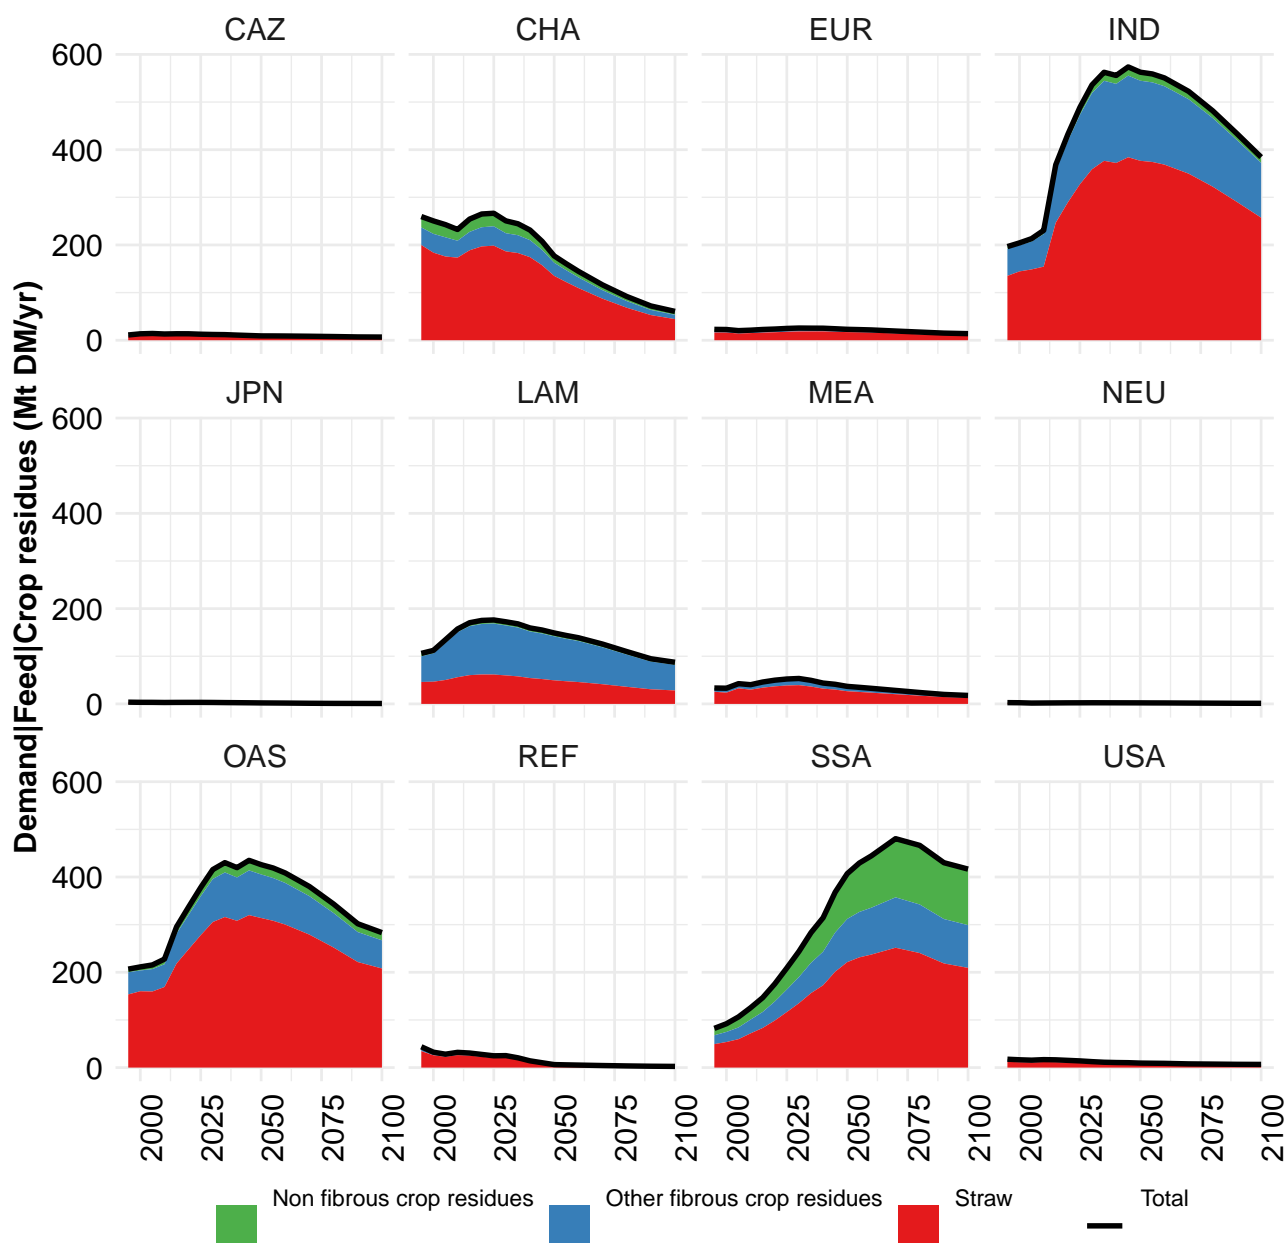 CAZ CHA EUR IND
600
400
200
0
JPN LAM MEA NEU
600
400
200
0
OAS REF SSA USA
600
400
200
0
Demand|Feed|Crop residues (Mt DM/yr)
2000 2025 2050 2075 2100 2000 2025 2050 2075 2100 2000 2025 2050 2075 2100 2000 2025 2050 2075 2100
Non fibrous crop residues Other fibrous crop residues Straw Total